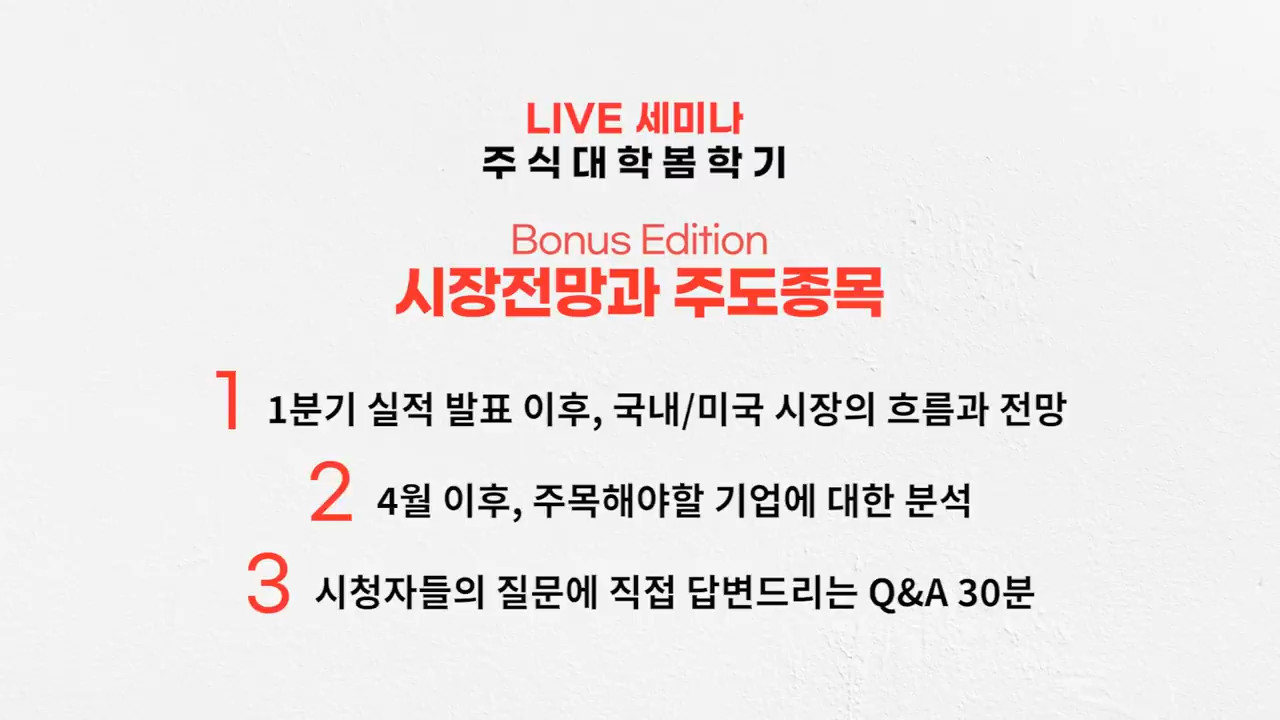 LIVE 세미나
주식대학봄학기
Bonus Edition
시장전망과 주도종목
1 1분기 실적 발표 이후, 국내/미국 시장의 흐름과 전망
2 4월 이후, 주목해야할 기업에 대한 분석
3 시청자들의 질문에 직접 답변드리는 Q&A 30분